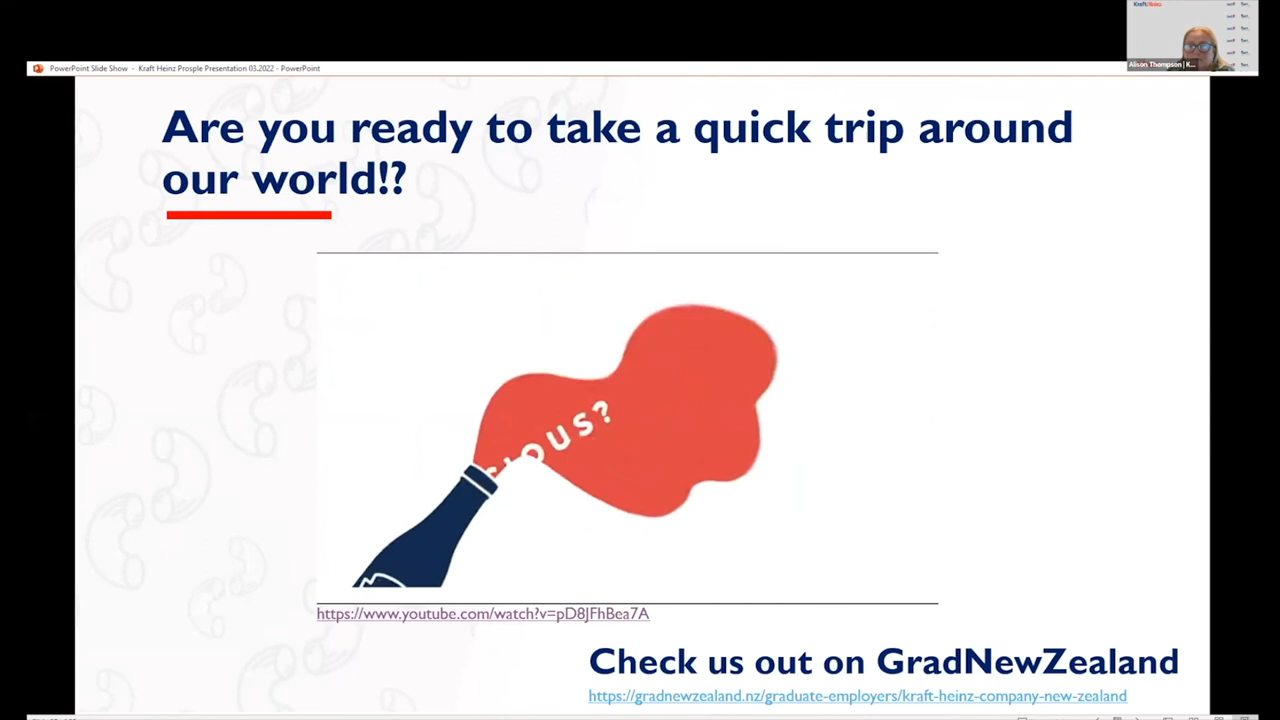 KraftHeinz
Alison Thompson | K...
PowerPoint Slide Show - Kraft Heinz Prosple Presentation 03.2022 - PowerPoint
Are you ready to take a quick trip around
our world!?
IOUS?
https://www.youtube.com/watch?v=pD8JFhBea7A
Check us out on GradNewZealand
https://gradnewzealand.nz/graduate-employers/kraft-heinz-company-new-zealand